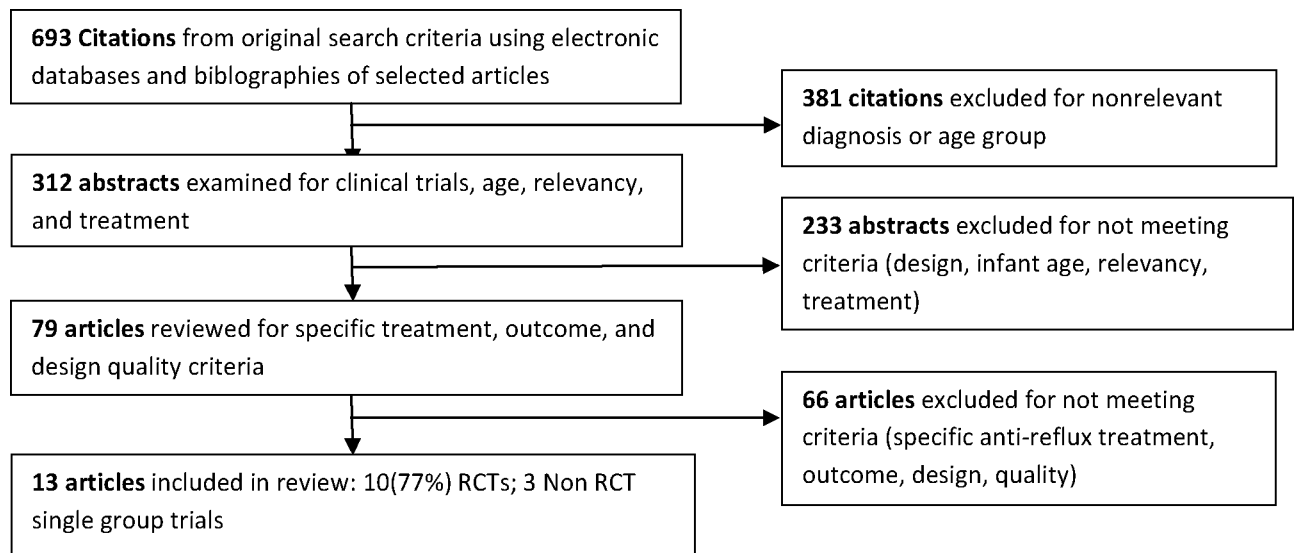 693 Citations from original search criteria using electronic
databases and biblographies of selected articles
381 citations excluded for nonrelevant
diagnosis or age group
312 abstracts examined for clinical trials, age, relevancy,
and treatment
233 abstracts excluded for not meeting
criteria (design, infant age, relevancy,
treatment)
79 articles reviewed for specific treatment, outcome, and
design quality criteria
66 articles excluded for not meeting
criteria (specific anti-reflux treatment,
outcome, design, quality)
13 articles included in review: 10(77%) RCTs; 3 Non RCT
single group trials